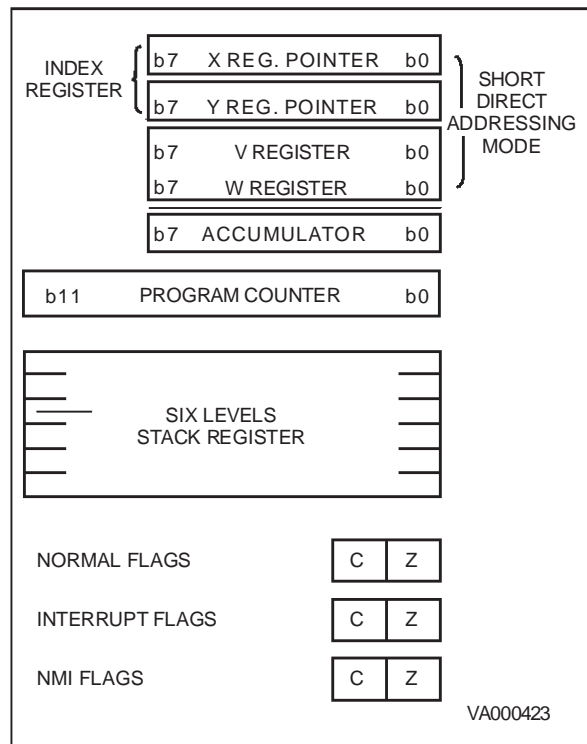 INDEX
REGISTER
b7 X REG. POINTER b0
b7 Y REG. POINTER b0
b7 V REGISTER b0
b7 W REGISTER b0
SHORT
DIRECT
ADDRESSING
MODE
b7 ACCUMULATOR b0
b11 PROGRAM COUNTER b0
SIX LEVELS
STACK REGISTER
NORMAL FLAGS C Z
INTERRUPT FLAGS C Z
NMI FLAGS C Z
VA000423